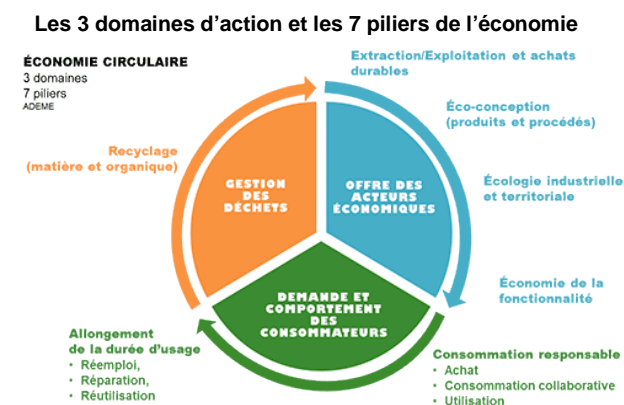 Les 3 domaines d’action et les 7 piliers de l’économie
ÉCONOMIE CIRCULAIRE
3 domaines
7 piliers
ADEME
Extraction/Exploitation et achats
durables
Éco-conception
(produits et procédés)
Écologie industrielle
et territoriale
Économie de la
fonctionnalité
Recyclage
(matière et organique)
GESTION
DES
DÉCHETS
OFFRE DES
ACTEURS
ÉCONOMIQUES
DEMANDE ET
COMPORTEMENT
DES
CONSOMMATEURS
Allongement
de la durée d’usage
• Réemploi,
• Réparation,
• Réutilisation
Consommation responsable
• Achat
• Consommation collaborative
• Utilisation